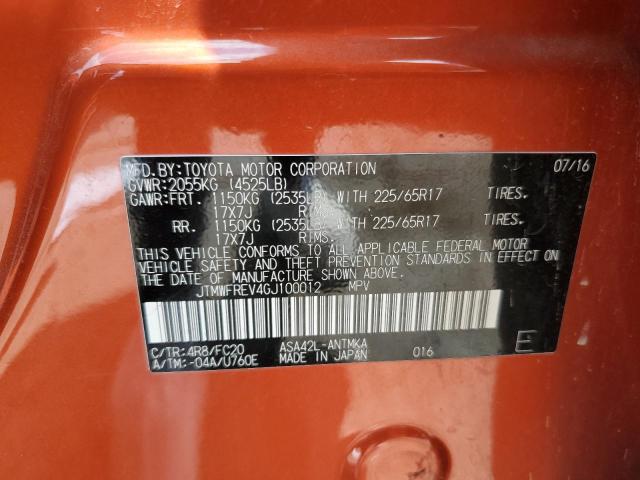 MFD.BY:TOYOTA MOTOR CORPORATION 07/16
GVWR:2055KG (4525LB)
GAWR:FRT. 1150KG (2535LB) WITH 225/65R17 TIRES.
17X7J RIMS.
RR. 1150KG (2535LB) WITH 225/65R17 TIRES.
17X7J RIMS.
THIS VEHICLE CONFORMS TO ALL APPLICABLE FEDERAL MOTOR
VEHICLE SAFETY AND THEFT PREVENTION STANDARDS IN EFFECT ON
THE DATE OF MANUFACTURE SHOWN ABOVE.
JTMWFREV4GJ100012 MPV
C/TR:4R8/FC20 ASA42L-ANTMKA
A/TM:-04A/U760E MADE IN JAPAN 016 E